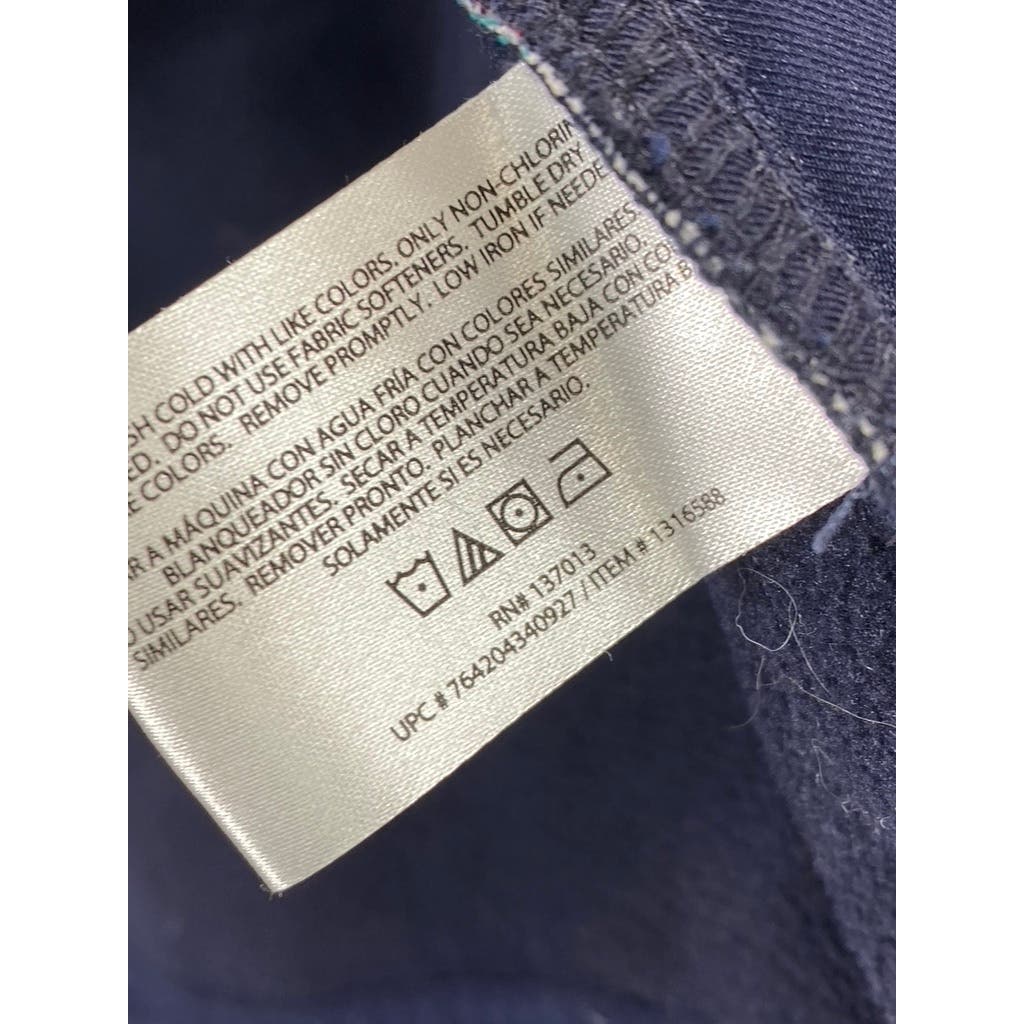 SH COLD WITH LIKE COLORS. ONLY NON-CHLORIN
ED. DO NOT USE FABRIC SOFTENERS. TUMBLE DRY
KE COLORS. REMOVE PROMPTLY. LOW IRON IF NEEDE
AR A MÁQUINA CON AGUA FRÍA CON COLORES SIMILARES.
BLANQUEADOR SIN CLORO CUANDO SEA NECESARIO.
O USAR SUAVIZANTES. SECAR A TEMPERATURA BAJA CON CO
SIMILARES. REMOVER PRONTO. PLANCHAR A TEMPERATURA B
SOLAMENTE SI ES NECESARIO.
RN# 137013
UPC # 764204340927 / ITEM # 1316588